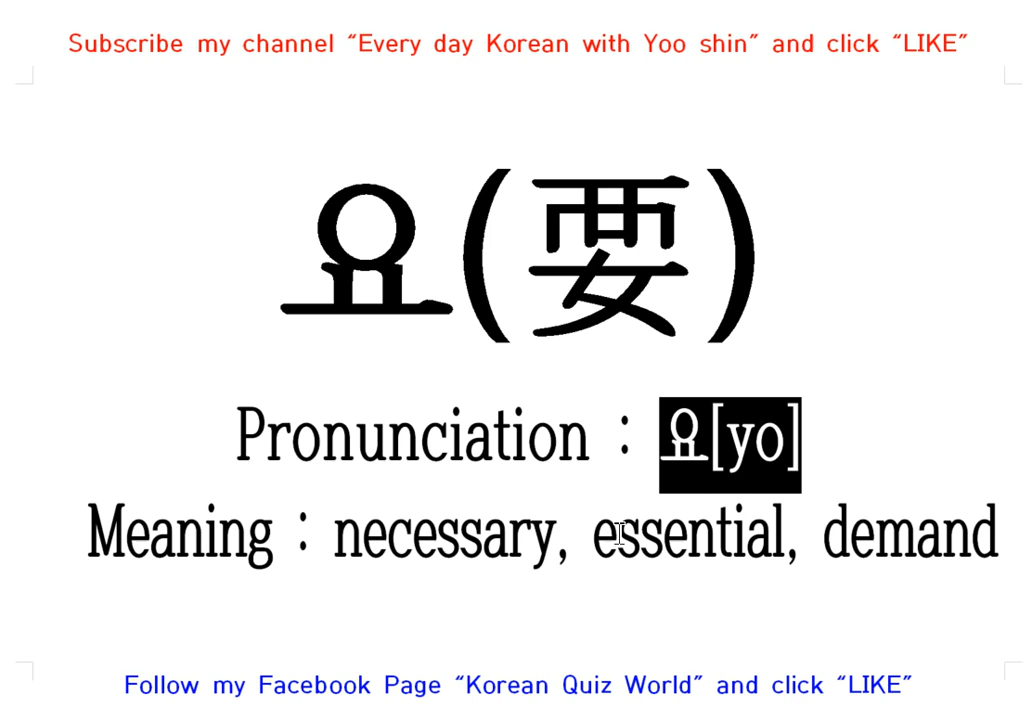 Subscribe my channel “Every day Korean with Yoo shin” and click “LIKE”
요(要)
Pronunciation : 요[yo]
Meaning : necessary, essential, demand
Follow my Facebook Page “Korean Quiz World” and click “LIKE”